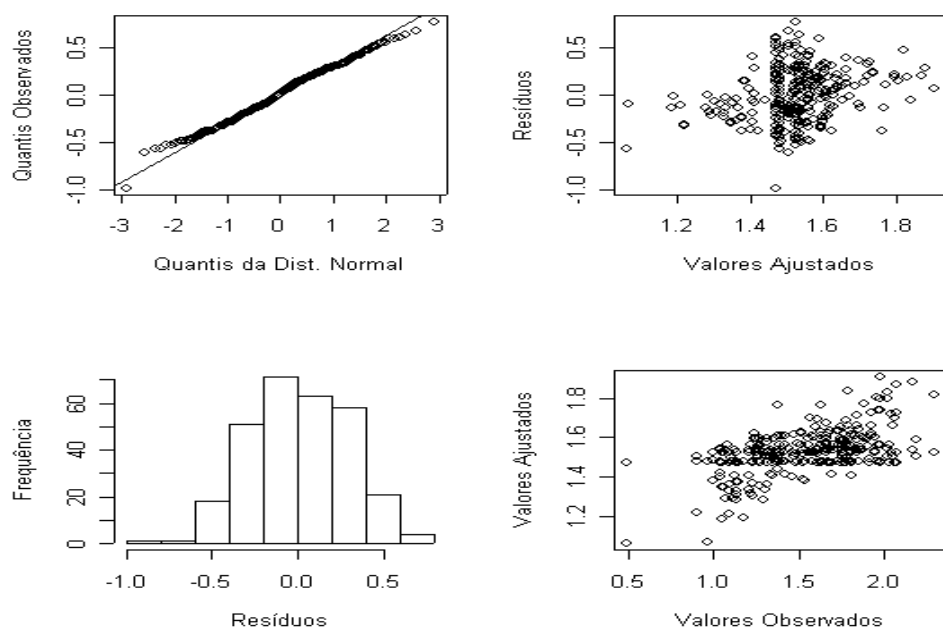 Quantis Observados
0.5
0.0
-0.5
-1.0
-3 -2 -1 0 1 2 3
Quantis da Dist. Normal
Resíduos
0.5
0.0
-0.5
-1.0
1.2 1.4 1.6 1.8
Valores Ajustados
Frequência
60
40
20
0
-1.0 -0.5 0.0 0.5
Resíduos
Valores Ajustados
1.8
1.6
1.4
1.2
0.5 1.0 1.5 2.0
Valores Observados